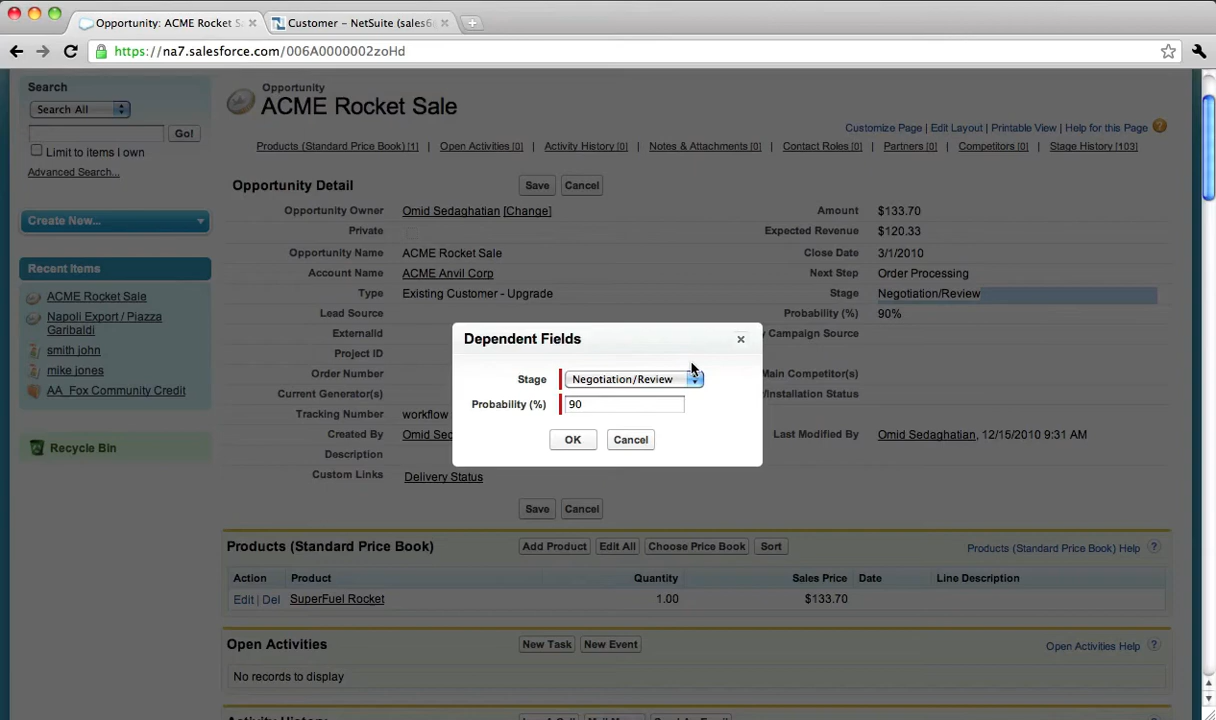 Opportunity: ACME Rocket S
Customer – NetSuite (sales6
https://na7.salesforce.com/006A0000002zoHd
Search
Search All
Go!
Limit to items I own
Advanced Search...
Create New...
Recent Items
ACME Rocket Sale
Napoli Export / Piazza
Garibaldi
smith john
mike jones
AA_Fox Community Credit
Recycle Bin
Opportunity
ACME Rocket Sale
Customize Page | Edit Layout | Printable View | Help for this Page
Products (Standard Price Book) [1] | Open Activities [0] | Activity History [0] | Notes & Attachments [0] | Contact Roles [0] | Partners [0] | Competitors [0] | Stage History [103]
Opportunity Detail Save Cancel
Opportunity Owner Omid Sedaghatian [Change] Amount $133.70
Private Expected Revenue $120.33
Opportunity Name ACME Rocket Sale Close Date 3/1/2010
Account Name ACME Anvil Corp Next Step Order Processing
Type Existing Customer - Upgrade Stage Negotiation/Review
Lead Source Probability (%) 90%
ExternalId Campaign Source
Project ID
Order Number Main Competitor(s)
Current Generator(s) /Installation Status
Tracking Number workflow
Created By Omid Sed Last Modified By Omid Sedaghatian, 12/15/2010 9:31 AM
Description
Custom Links Delivery Status
Dependent Fields
Stage Negotiation/Review
Probability (%) 90
OK Cancel
Save Cancel
Products (Standard Price Book) Add Product Edit All Choose Price Book Sort Products (Standard Price Book) Help ?
Action Product Quantity Sales Price Date Line Description
Edit | Del SuperFuel Rocket 1.00 $133.70
Open Activities New Task New Event Open Activities Help ?
No records to display